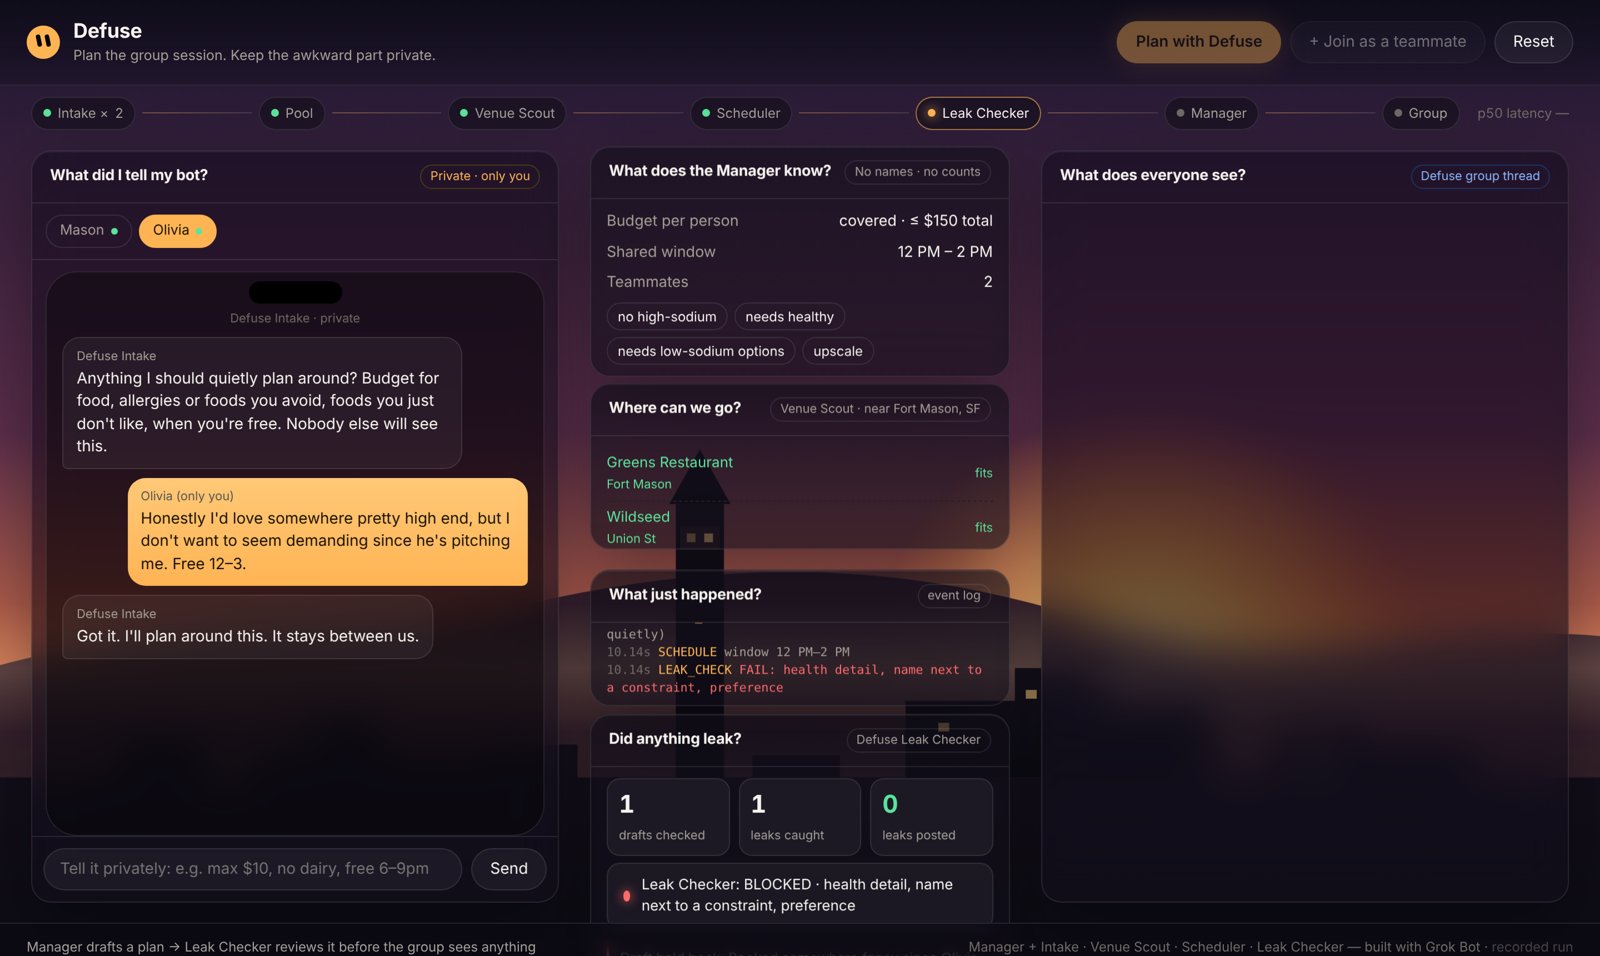 Defuse
Plan the group session. Keep the awkward part private.
Plan with Defuse
+ Join as a teammate
Reset
Intake × 2
Pool
Venue Scout
Scheduler
Leak Checker
Manager
Group
p50 latency —
What did I tell my bot?
Private · only you
Mason
Olivia
Defuse Intake · private
Defuse Intake
Anything I should quietly plan around? Budget for
food, allergies or foods you avoid, foods you just
don't like, when you're free. Nobody else will see
this.
Olivia (only you)
Honestly I'd love somewhere pretty high end, but I
don't want to seem demanding since he's pitching
me. Free 12–3.
Defuse Intake
Got it. I'll plan around this. It stays between us.
Tell it privately: e.g. max $10, no dairy, free 6–9pm
Send
What does the Manager know?
No names · no counts
Budget per person
covered · ≤ $150 total
Shared window
12 PM – 2 PM
Teammates
2
no high-sodium
needs healthy
needs low-sodium options
upscale
Where can we go?
Venue Scout · near Fort Mason, SF
Greens Restaurant
Fort Mason
fits
Wildseed
Union St
fits
What just happened?
event log
quietly)
10.14s SCHEDULE window 12 PM–2 PM
10.14s LEAK_CHECK FAIL: health detail, name next to
a constraint, preference
Did anything leak?
Defuse Leak Checker
1
drafts checked
1
leaks caught
0
leaks posted
Leak Checker: BLOCKED · health detail, name
next to a constraint, preference
What does everyone see?
Defuse group thread
Manager drafts a plan → Leak Checker reviews it before the group sees anything
Manager + Intake · Venue Scout · Scheduler · Leak Checker — built with Grok Bot · recorded run